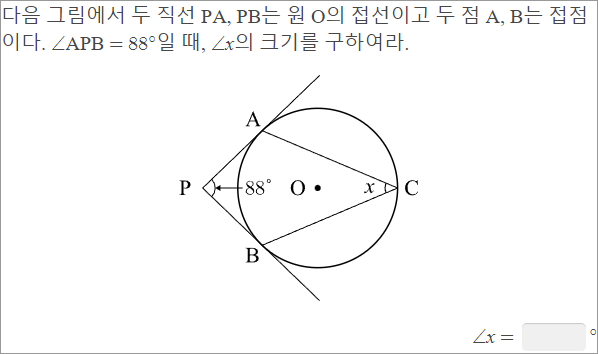 다음 그림에서 두 직선 PA, PB는 원 O의 접선이고 두 점 A, B는 접점
이다. ∠APB = 88°일 때, ∠x의 크기를 구하여라.
A
P
88°
O
x
C
B
∠x = °